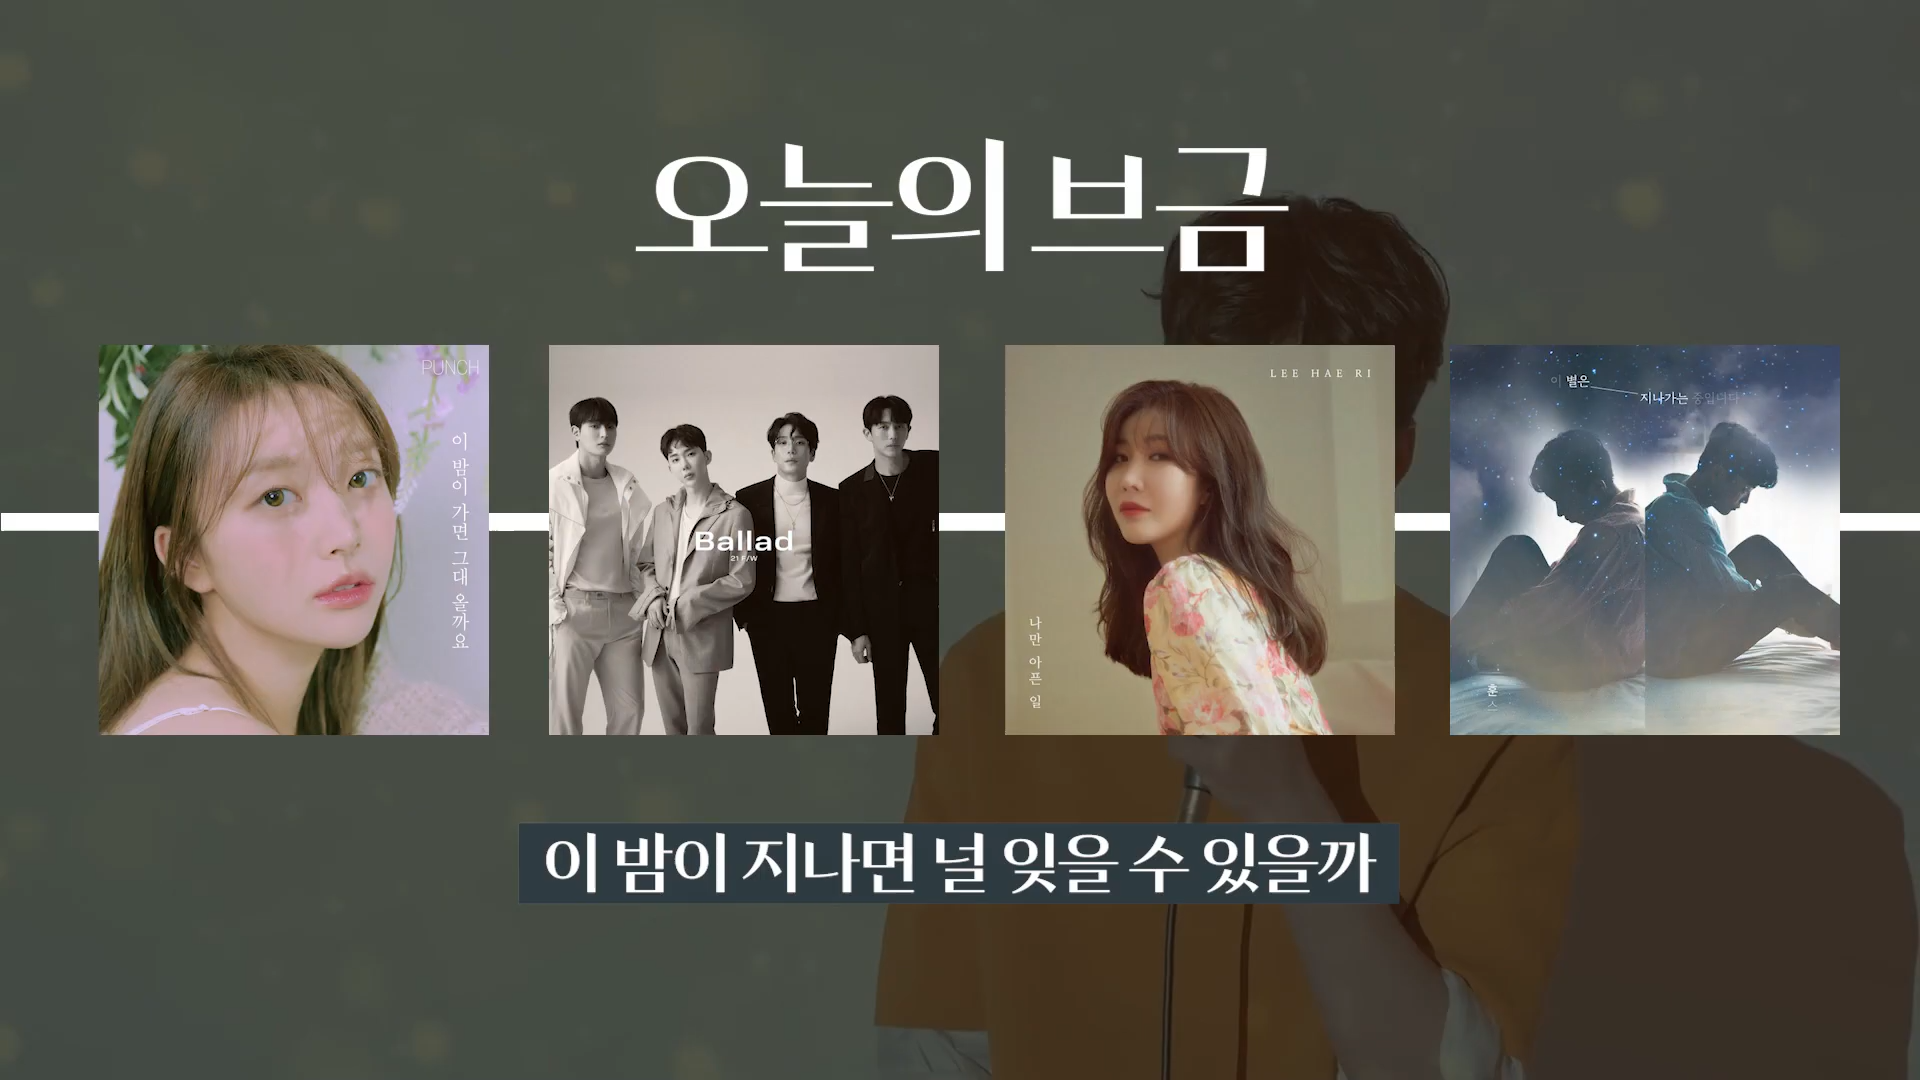 오늘의 브금
PUNCH
이 밤이 가면 그대 올까요
Ballad
21 F/W
LEE HAE RI
나만 아픈 일
이 별은
지나가는 중입니다
훈스
이 밤이 지나면 널 잊을 수 있을까